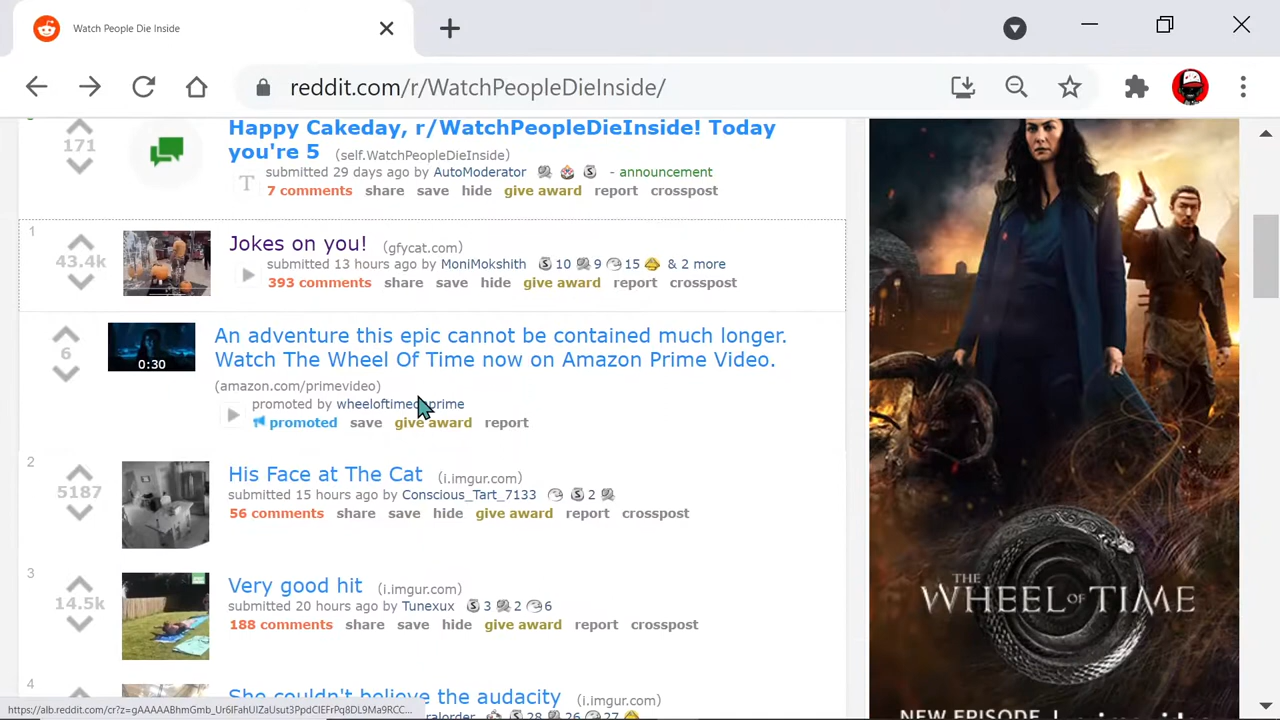 Watch People Die Inside
reddit.com/r/WatchPeopleDieInside/
171
Happy Cakeday, r/WatchPeopleDieInside! Today
you're 5 (self.WatchPeopleDieInside)
T
submitted 29 days ago by AutoModerator - announcement
7 comments share save hide give award report crosspost
1
43.4k
Jokes on you! (gfycat.com)
submitted 13 hours ago by MoniMokshith 10 9 15 & 2 more
393 comments share save hide give award report crosspost
6
0:30
An adventure this epic cannot be contained much longer.
Watch The Wheel Of Time now on Amazon Prime Video.
(amazon.com/primevideo)
promoted by
promoted save give award report
2
5187
His Face at The Cat (i.imgur.com)
submitted 15 hours ago by Conscious_Tart_7133 2
56 comments share save hide give award report crosspost
3
14.5k
Very good hit (i.imgur.com)
submitted 20 hours ago by Tunexux 3 2 6
188 comments share save hide give award report crosspost
4
She couldn't believe the audacity (i.imgur.com)
28 26 27
THE WHEEL OF TIME
NEW EPISODE